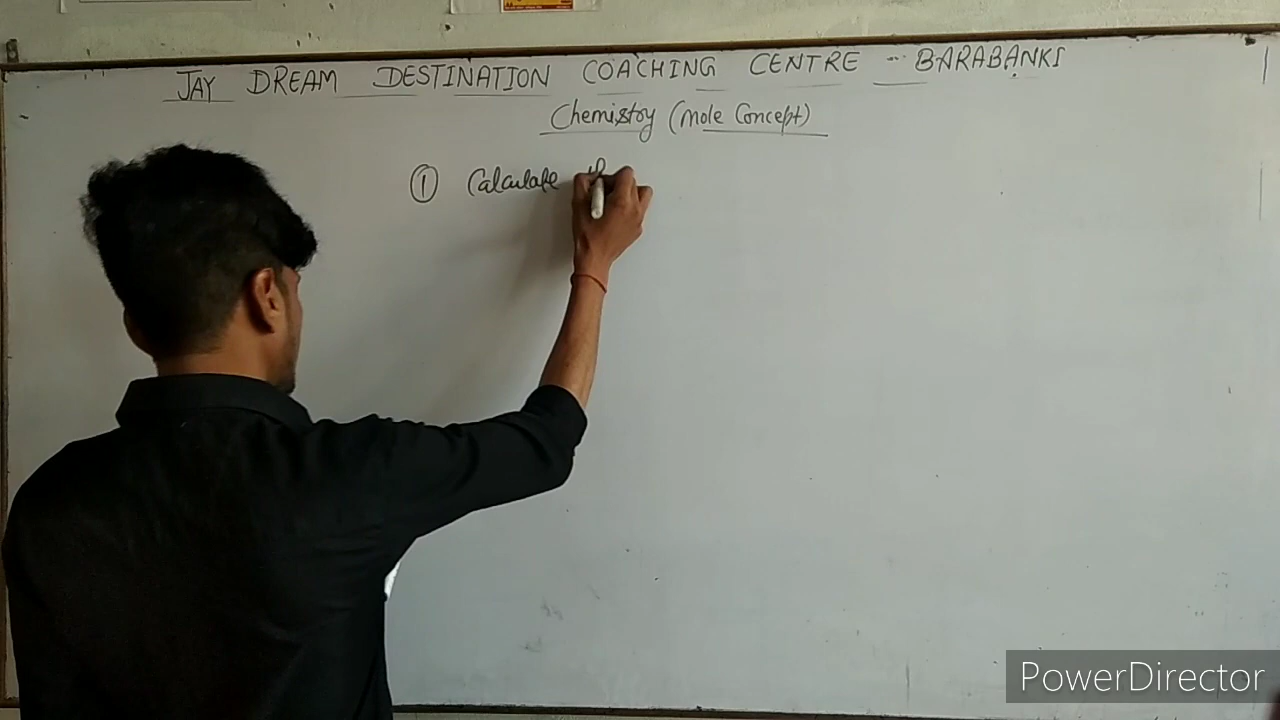 JAY DREAM DESTINATION COACHING CENTRE - BARABANKI
Chemistry (Mole Concept)
① Calculate th
PowerDirector